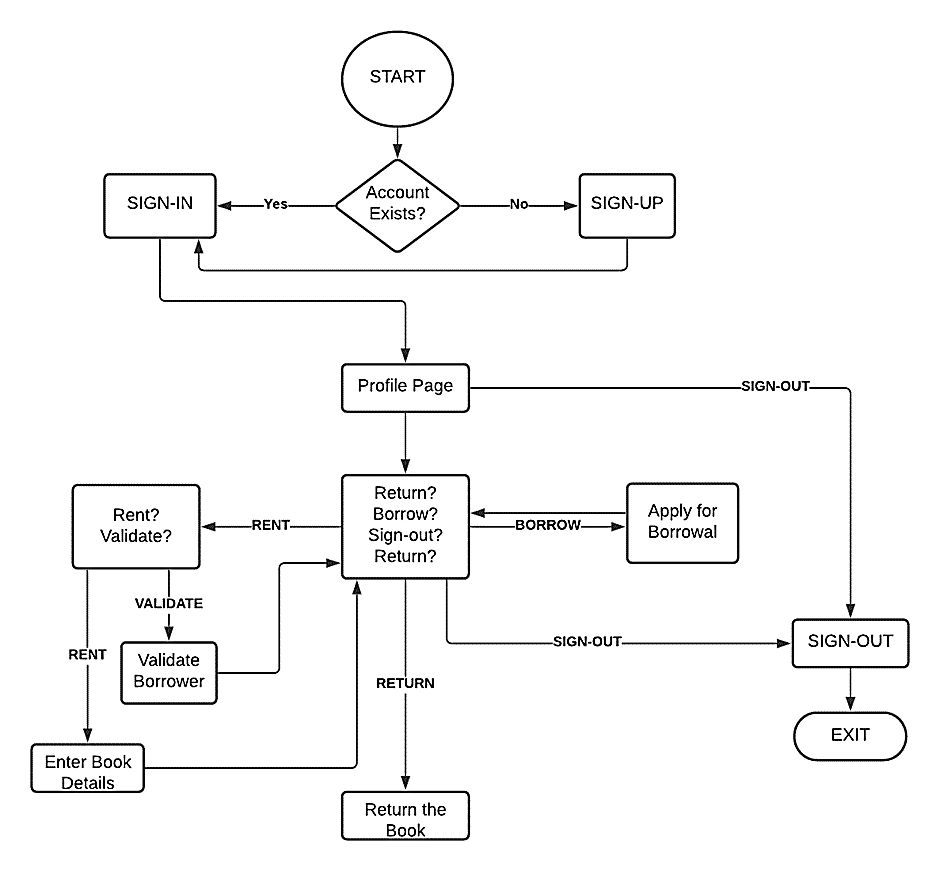 START
Account
Exists?
SIGN-IN
Yes
No
SIGN-UP
Profile Page
SIGN-OUT
Rent?
Validate?
RENT
Return?
Borrow?
Sign-out?
Return?
BORROW
Apply for
Borrowal
VALIDATE
RENT
Validate
Borrower
RETURN
SIGN-OUT
SIGN-OUT
EXIT
Enter Book
Details
Return the
Book